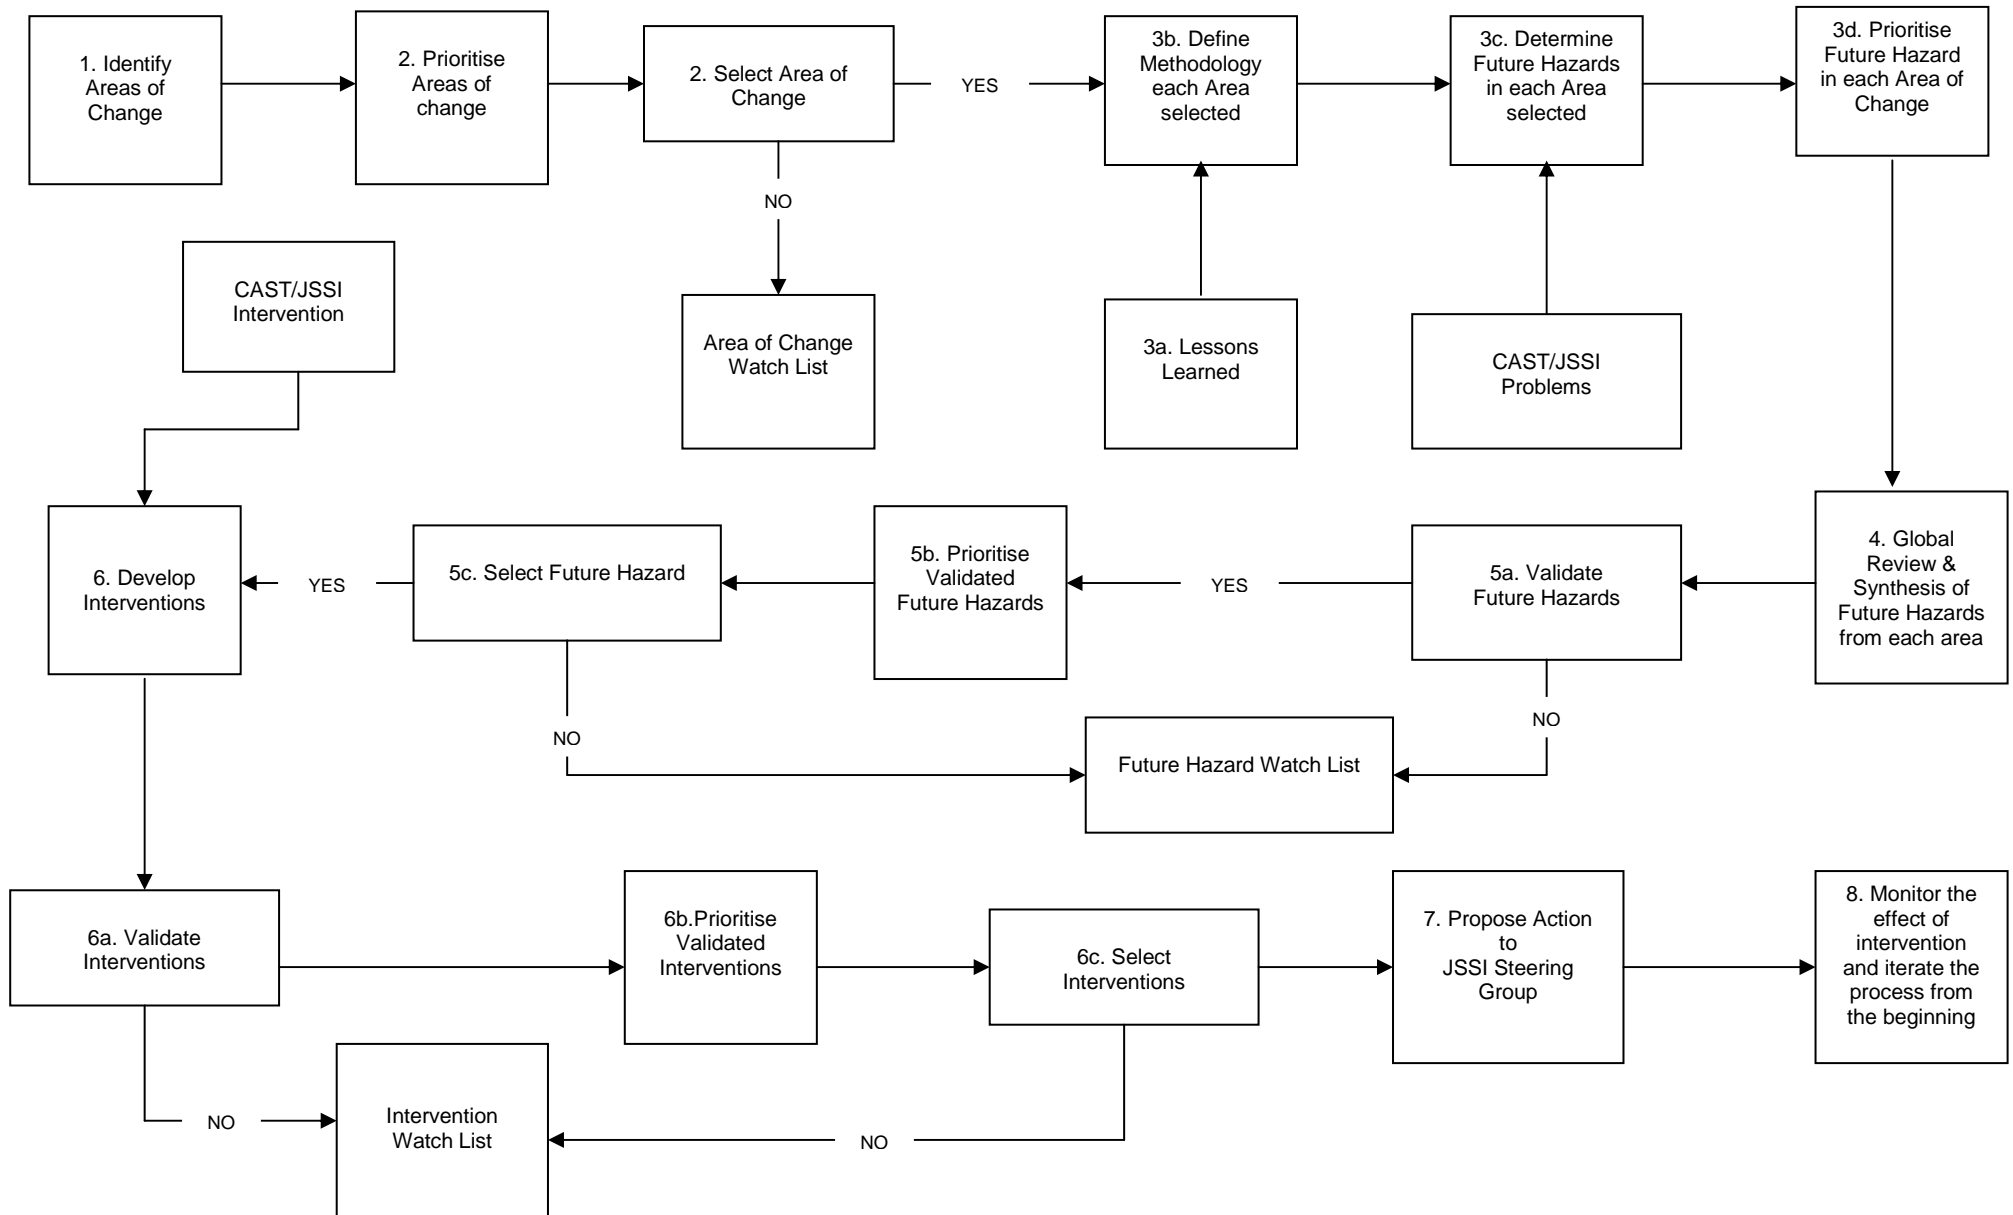 1. Identify
Areas of
Change
2. Prioritise
Areas of
change
2. Select Area of
Change
YES
NO
3b. Define
Methodology
each Area
selected
3c. Determine
Future Hazards
in each Area
selected
3d. Prioritise
Future Hazard
in each Area of
Change
CAST/JSSI
Intervention
Area of Change
Watch List
3a. Lessons
Learned
CAST/JSSI
Problems
6. Develop
Interventions
YES
5c. Select Future Hazard
5b. Prioritise
Validated
Future Hazards
YES
5a. Validate
Future Hazards
4. Global
Review &
Synthesis of
Future Hazards
from each area
NO
NO
Future Hazard Watch List
6a. Validate
Interventions
6b.Prioritise
Validated
Interventions
6c. Select
Interventions
7. Propose Action
to
JSSI Steering
Group
8. Monitor the
effect of
intervention
and iterate the
process from
the beginning
NO
Intervention
Watch List
NO